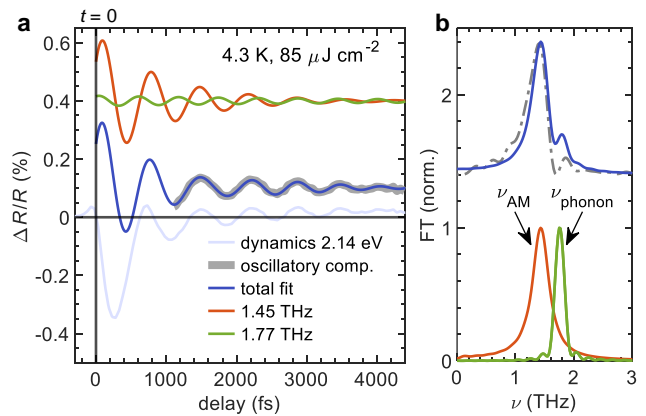 a
t = 0
4.3 K, 85 μJ cm-2
ΔR/R (%)
0.6
0.4
0.2
0
-0.2
-0.4
dynamics 2.14 eV
oscillatory comp.
total fit
1.45 THz
1.77 THz
0
1000
2000
3000
4000
delay (fs)
b
FT (norm.)
2
1
0
νAM
νphonon
0
1
2
3
ν (THz)